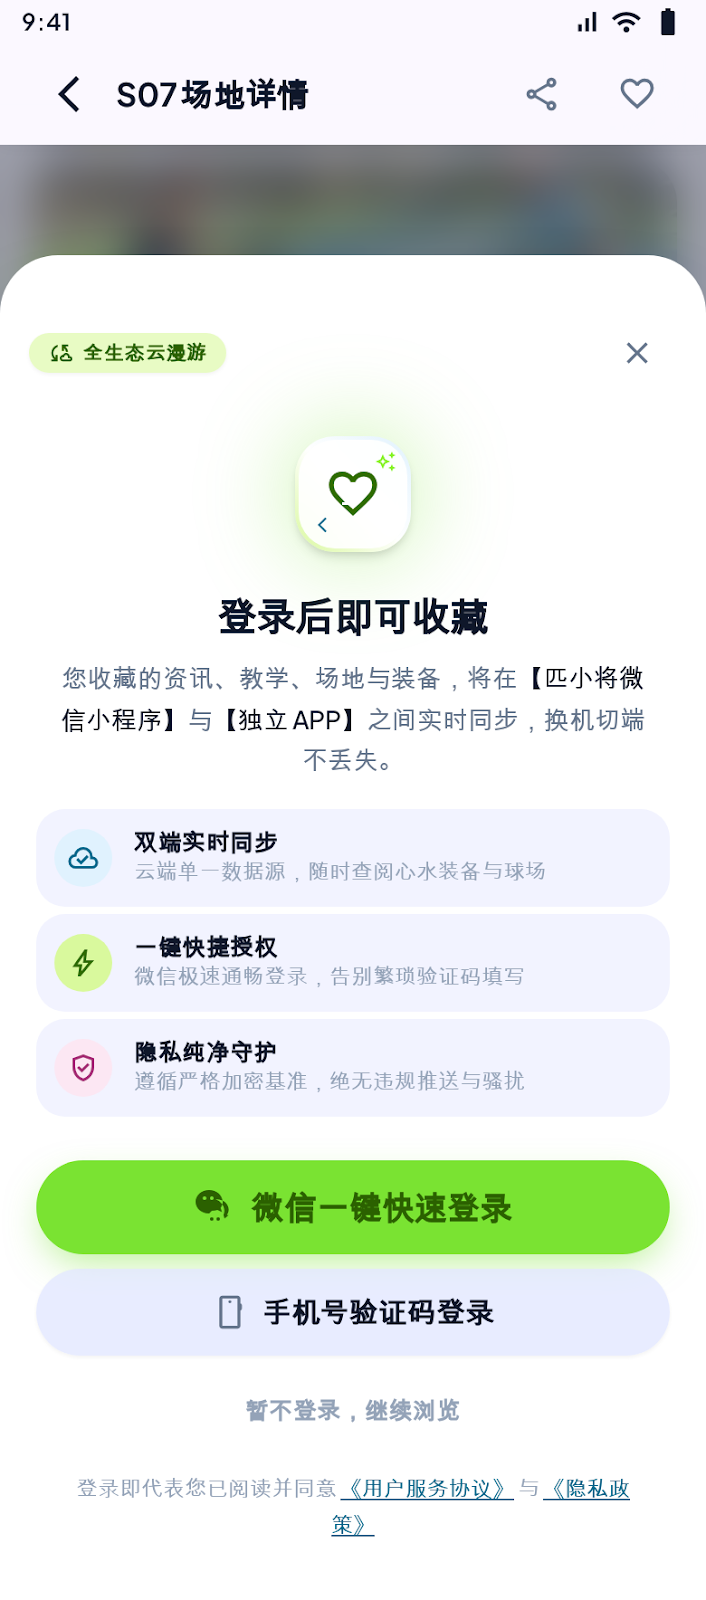 9:41
S07场地详情
全生态云漫游
登录后即可收藏
您收藏的资讯、教学、场地与装备，将在【匹小将微
信小程序】与【独立APP】之间实时同步，换机切端
不丢失。
双端实时同步
云端单一数据源，随时查阅心水装备与球场
一键快捷授权
微信极速通畅登录，告别繁琐验证码填写
隐私纯净守护
遵循严格加密基准，绝无违规推送与骚扰
微信一键快速登录
手机号验证码登录
暂不登录，继续浏览
登录即代表您已阅读并同意《用户服务协议》与《隐私政
策》